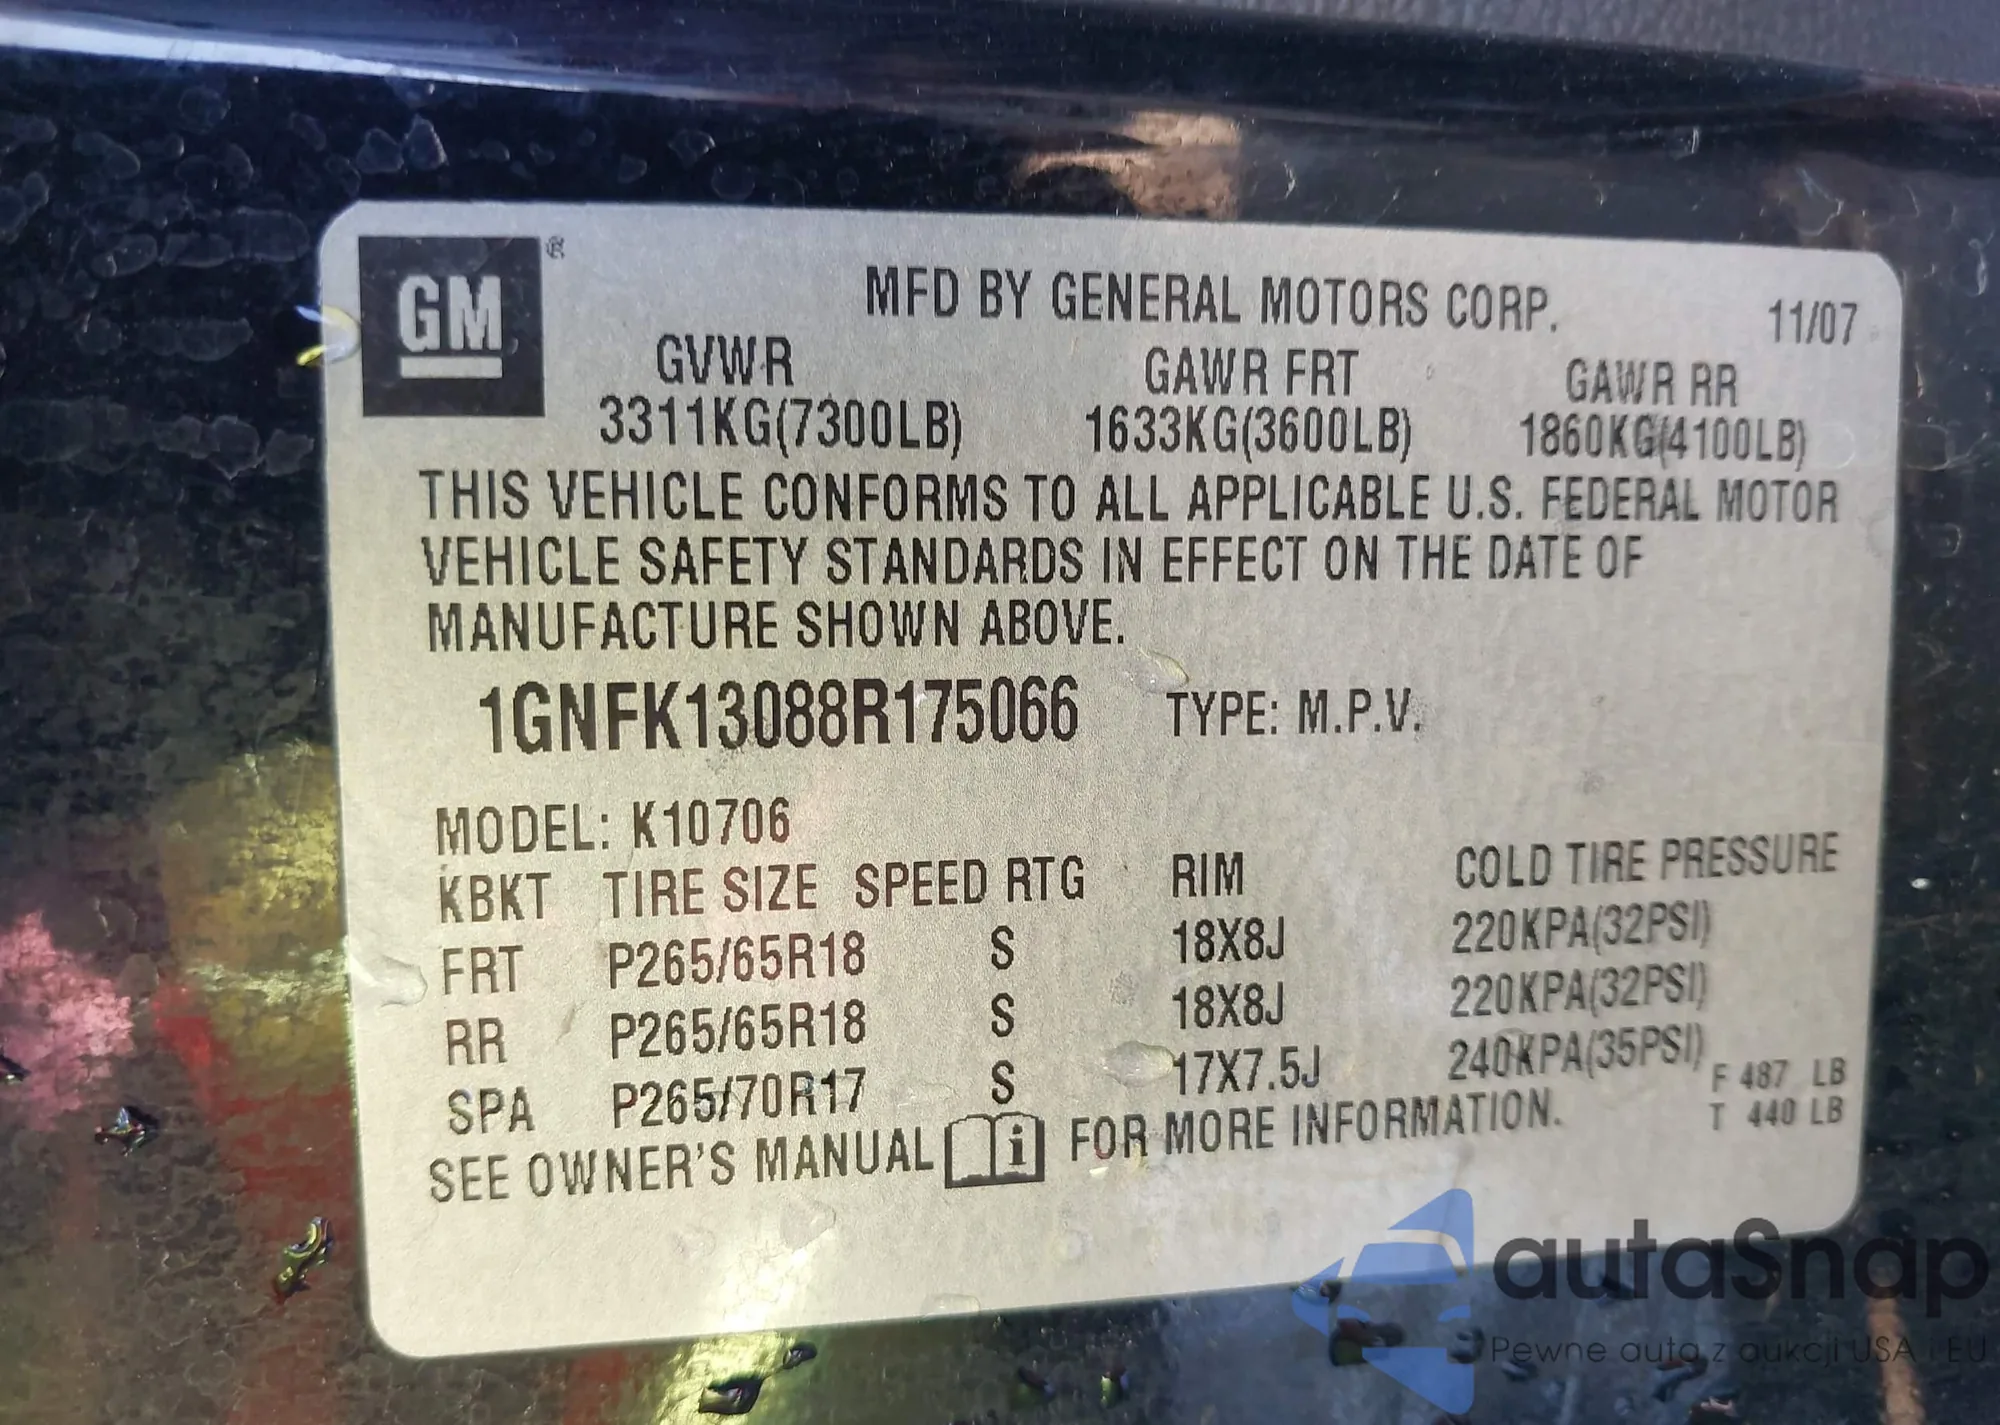 GM ®
MFD BY GENERAL MOTORS CORP. 11/07
GVWR GAWR FRT GAWR RR
3311KG(7300LB) 1633KG(3600LB) 1860KG(4100LB)
THIS VEHICLE CONFORMS TO ALL APPLICABLE U.S. FEDERAL MOTOR
VEHICLE SAFETY STANDARDS IN EFFECT ON THE DATE OF
MANUFACTURE SHOWN ABOVE.
1GNFK13088R175066 TYPE: M.P.V.
MODEL: K10706
KBKT TIRE SIZE SPEED RTG RIM COLD TIRE PRESSURE
FRT P265/65R18 S 18X8J 220KPA(32PSI)
RR P265/65R18 S 18X8J 220KPA(32PSI)
SPA P265/70R17 S 17X7.5J 240KPA(35PSI) F 487 LB
T 440 LB
SEE OWNER'S MANUAL i FOR MORE INFORMATION.
autaSnap
Pewne auta z aukcji USA i EU